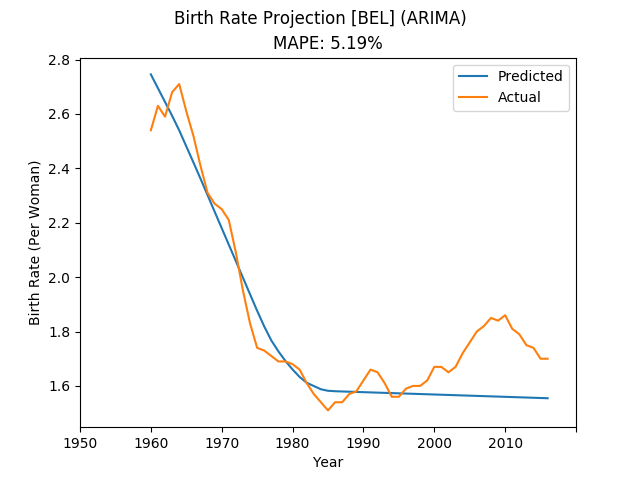 Birth Rate Projection [BEL] (ARIMA)
MAPE: 5.19%
2.8
2.6
2.4
2.2
2.0
1.8
1.6
Birth Rate (Per Woman)
Predicted
Actual
1950 1960 1970 1980 1990 2000 2010
Year